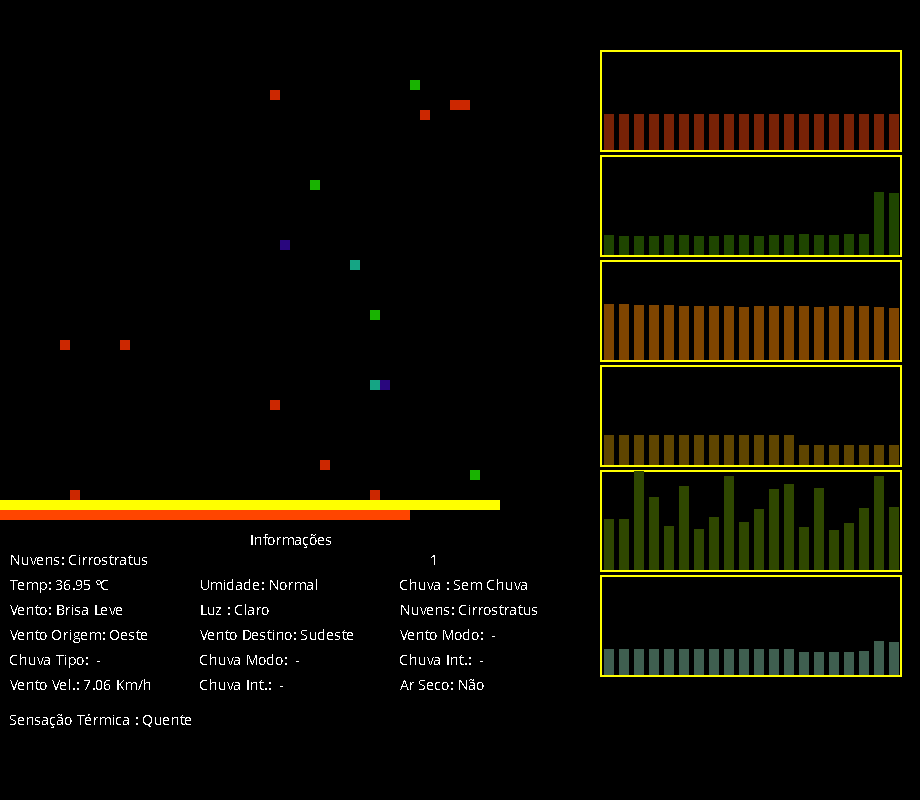 Informações
Nuvens: Cirrostratus 1
Temp: 36.95 ºC Umidade: Normal Chuva : Sem Chuva
Vento: Brisa Leve Luz : Claro Nuvens: Cirrostratus
Vento Origem: Oeste Vento Destino: Sudeste Vento Modo: -
Chuva Tipo: - Chuva Modo: - Chuva Int.: -
Vento Vel.: 7.06 Km/h Chuva Int.: - Ar Seco: Não
Sensação Térmica : Quente